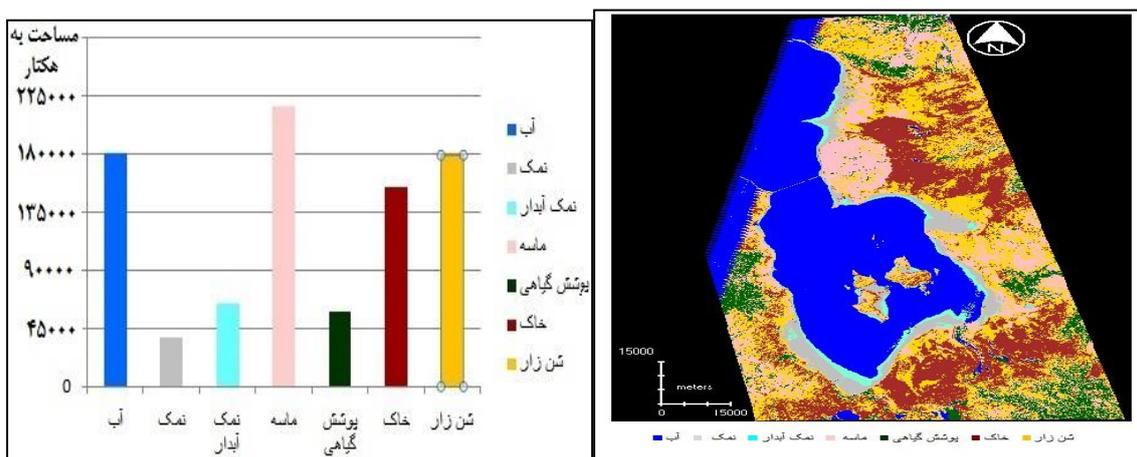 مساحت به
هکتار
۲۲۵۰۰۰
۱۸۰۰۰۰
۱۳۵۰۰۰
۹۰۰۰۰
۴۵۰۰۰
۰
آب
نمک
نمک آبدار
ماسه
پوشش گیاهی
خاک
شن زار
آب
نمک
نمک
آبدار
ماسه
پوشش
گیاهی
خاک
شن زار
N
15000
meters
0 15000
آب نمک نمک آبدار ماسه پوشش گیاهی خاک شن زار